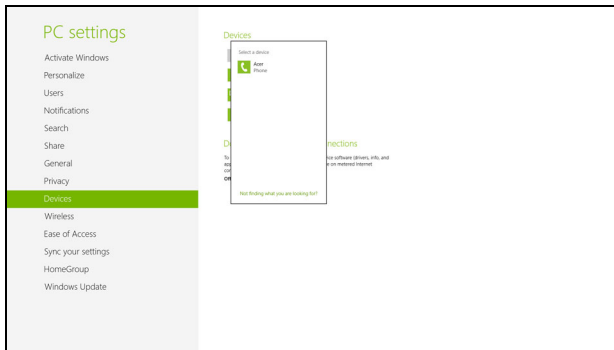 PC settings
Activate Windows
Personalize
Users
Notifications
Search
Share
General
Privacy
Devices
Wireless
Ease of Access
Sync your settings
HomeGroup
Windows Update
Devices
Select a device
Acer
Phone
Not finding what you are looking for?
nections
To
software (drivers, info, and
on metered Internet